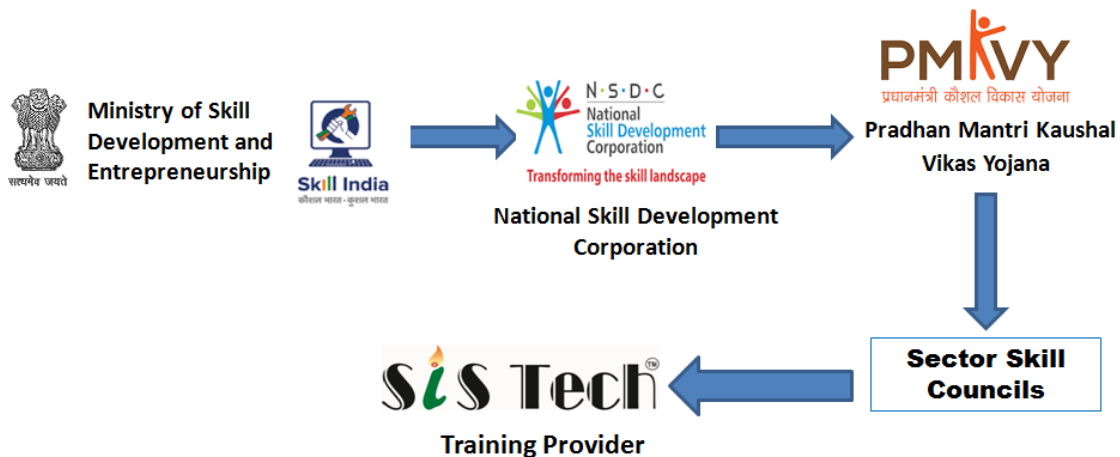 सत्यमेव जयते
Ministry of Skill
Development and
Entrepreneurship
Skill India
कौशल भारत - कुशल भारत
N·S·D·C
National
Skill Development
Corporation
Transforming the skill landscape
National Skill Development
Corporation
PMKVY
प्रधानमंत्री कौशल विकास योजना
Pradhan Mantri Kaushal
Vikas Yojana
Sector Skill
Councils
SiS Tech™
Training Provider